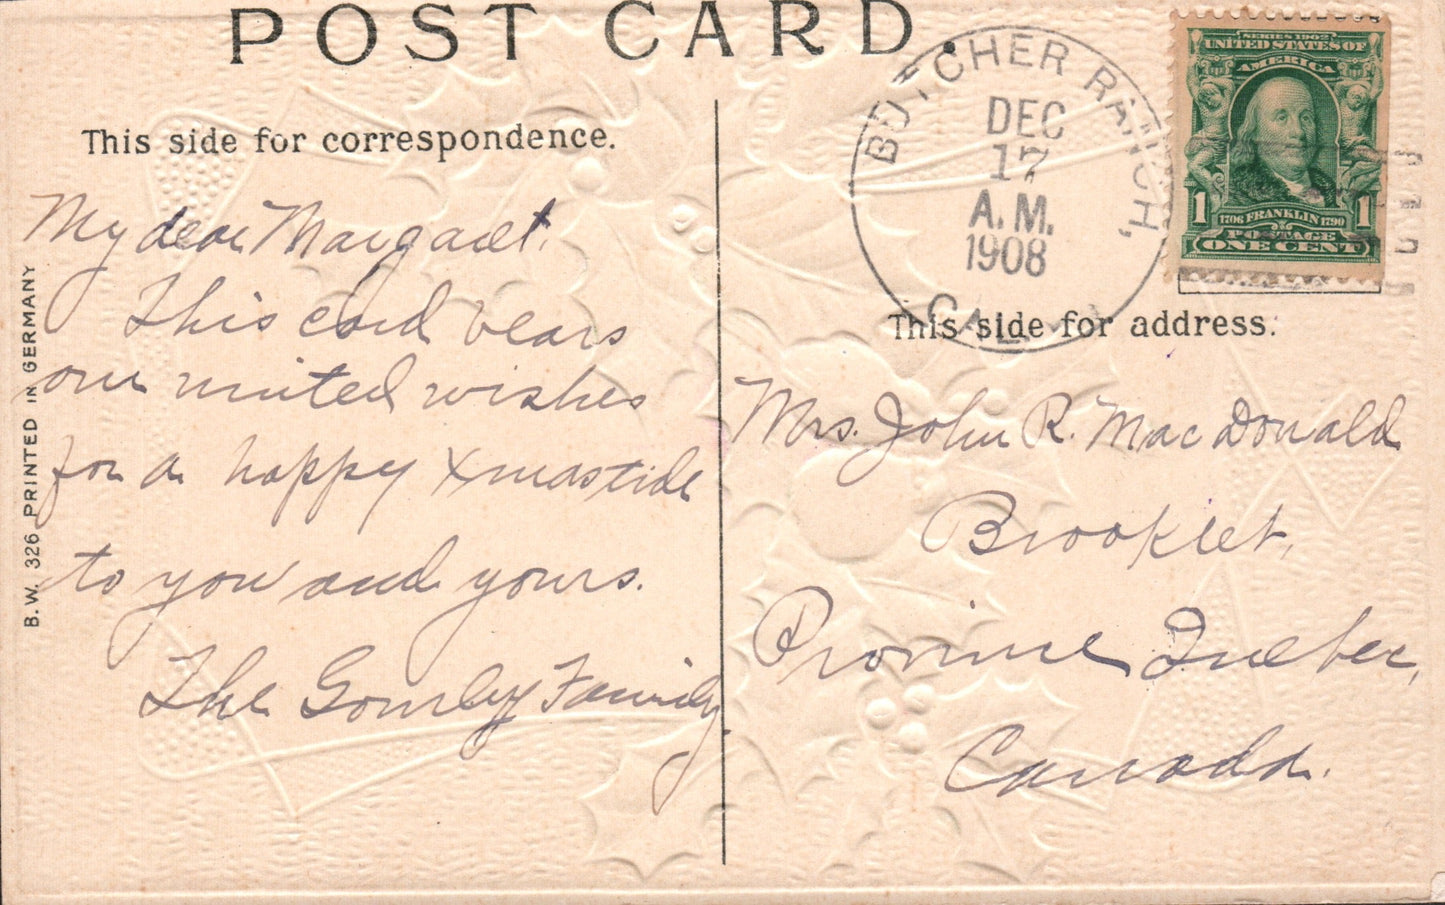 POST CARD.
This side for correspondence.
My dear Margaret.
This card bears
our united wishes
for a happy Xmastide
to you and yours.
The Gourley Family
B.W. 326 PRINTED IN GERMANY
BUTCHER RANCH,
DEC
17
A.M.
1908
CAL.
SERIES 1902
UNITED STATES OF
AMERICA
1 1
1706 FRANKLIN 1790
POSTAGE
ONE CENT
This side for address.
Mrs. John R. MacDonald
Brooklet,
Province Quebec,
Canada.